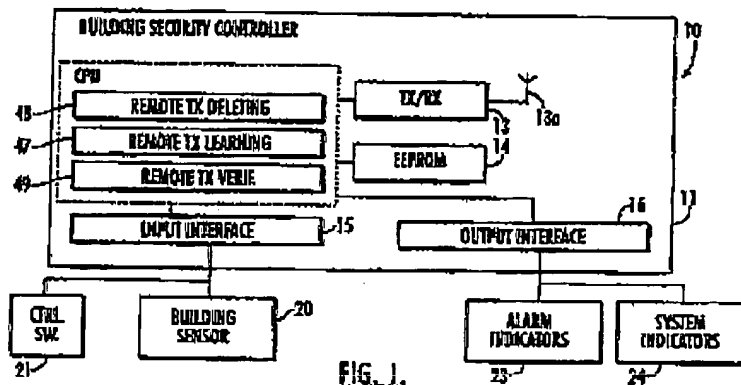 BUILDING SECURITY CONTROLLER
10
CPU
48
REMOTE TX DELETING
TX/RX
13
13a
47
REMOTE TX LEARNING
EEPROM
14
49
REMOTE TX VERIF
INPUT INTERFACE
15
OUTPUT INTERFACE
16
11
CTRL
SW.
21
BUILDING
SENSOR
20
ALARM
INDICATORS
23
SYSTEM
INDICATORS
24
FIG. 1.